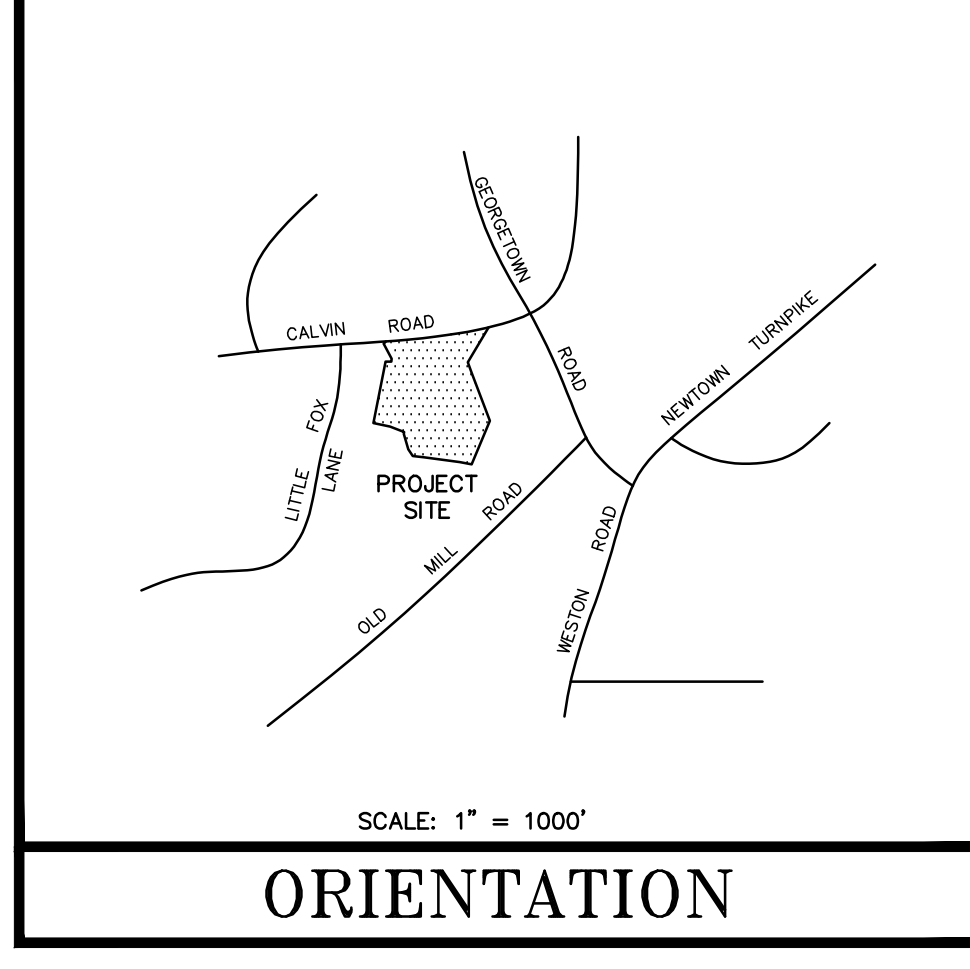 GEORGETOWN
ROAD
CALVIN ROAD
NEWTOWN TURNPIKE
LITTLE FOX
LANE
PROJECT
SITE
OLD MILL ROAD
WESTON ROAD
SCALE: 1" = 1000'
ORIENTATION